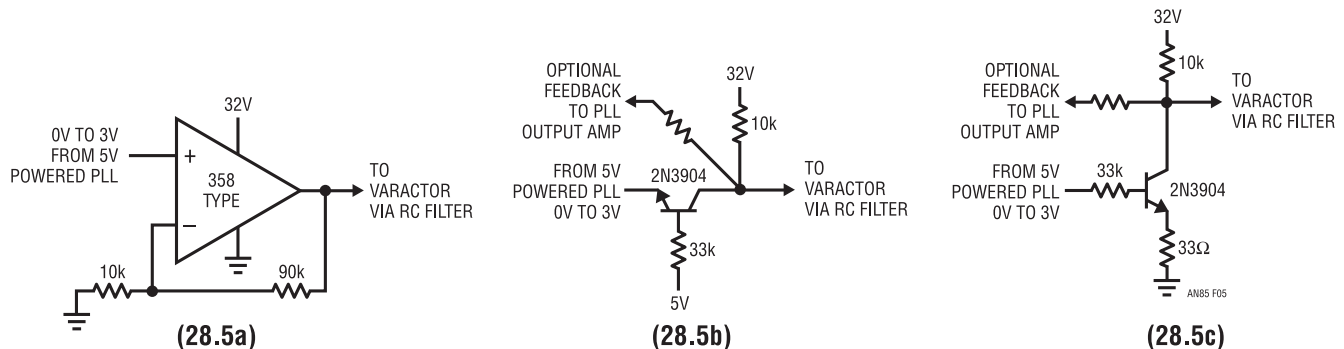 32V
0V TO 3V
FROM 5V
POWERED PLL
+
358
TYPE
–
TO
VARACTOR
VIA RC FILTER
10k
90k
(28.5a)
OPTIONAL
FEEDBACK
TO PLL
OUTPUT AMP
32V
10k
FROM 5V
POWERED PLL
0V TO 3V
2N3904
TO
VARACTOR
VIA RC FILTER
33k
5V
(28.5b)
32V
10k
OPTIONAL
FEEDBACK
TO PLL
OUTPUT AMP
TO
VARACTOR
VIA RC FILTER
FROM 5V
POWERED PLL
0V TO 3V
33k
2N3904
33Ω
AN85 F05
(28.5c)